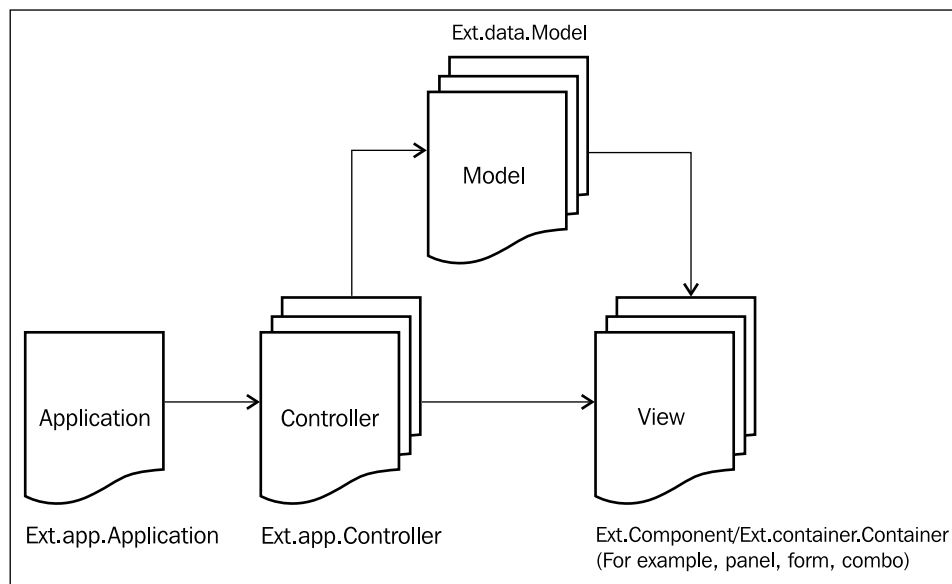 Ext.data.Model
Model
Application
Controller
View
Ext.app.Application
Ext.app.Controller
Ext.Component/Ext.container.Container
(For example, panel, form, combo)